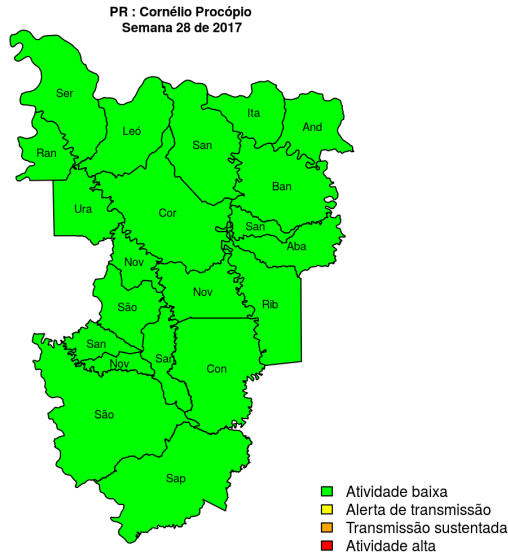 PR : Cornélio Procópio
Semana 28 de 2017
Ser
Ita
And
Leó
San
Ran
Ban
Ura
Cor
San
Aba
Nov
Nov
Rib
São
San
San
Nov
Con
São
Sap
Atividade baixa
Alerta de transmissão
Transmissão sustentada
Atividade alta